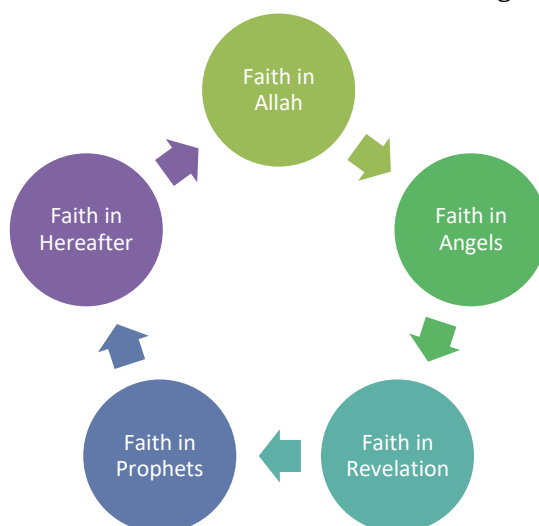 Faith in
Allah
Faith in
Angels
Faith in
Revelation
Faith in
Prophets
Faith in
Hereafter